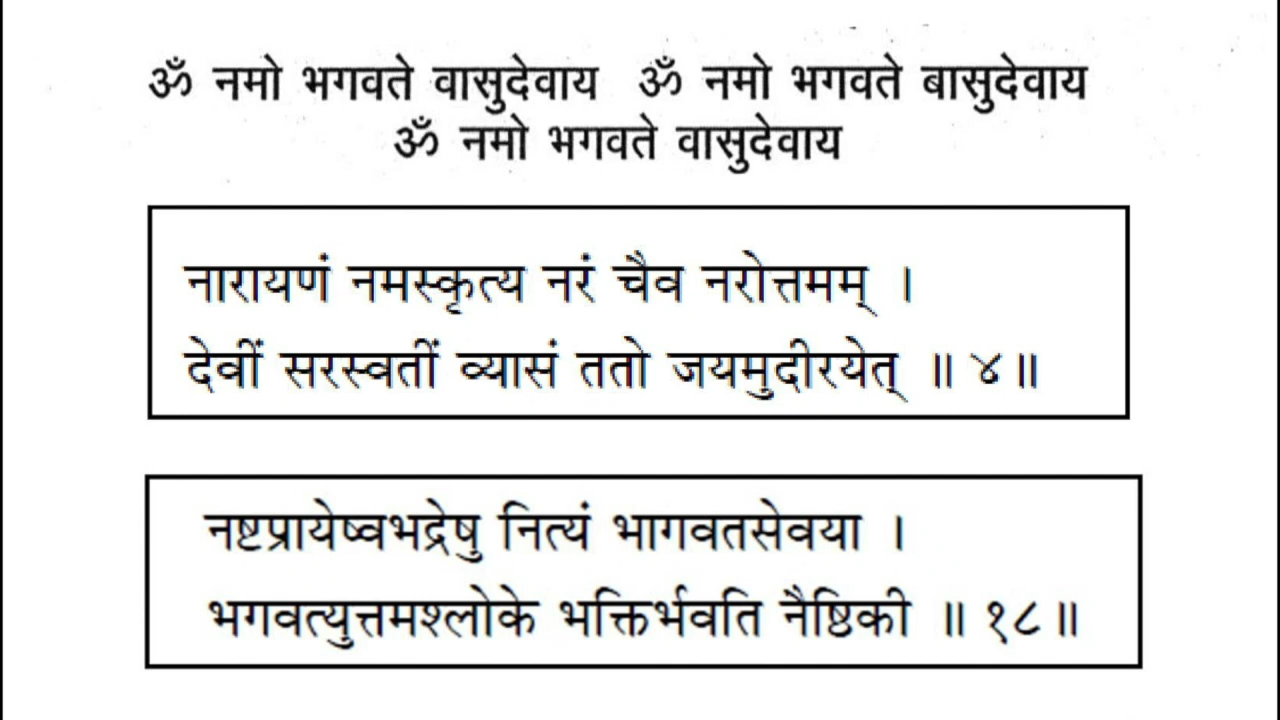 ॐ नमो भगवते वासुदेवाय ॐ नमो भगवते बासुदेवाय
ॐ नमो भगवते वासुदेवाय
नारायणं नमस्कृत्य नरं चैव नरोत्तमम् ।
देवीं सरस्वतीं व्यासं ततो जयमुदीरयेत् ॥ ४॥
नष्टप्रायेष्वभद्रेषु नित्यं भागवतसेवया ।
भगवत्युत्तमश्लोके भक्तिर्भवति नैष्ठिकी ॥ १८॥